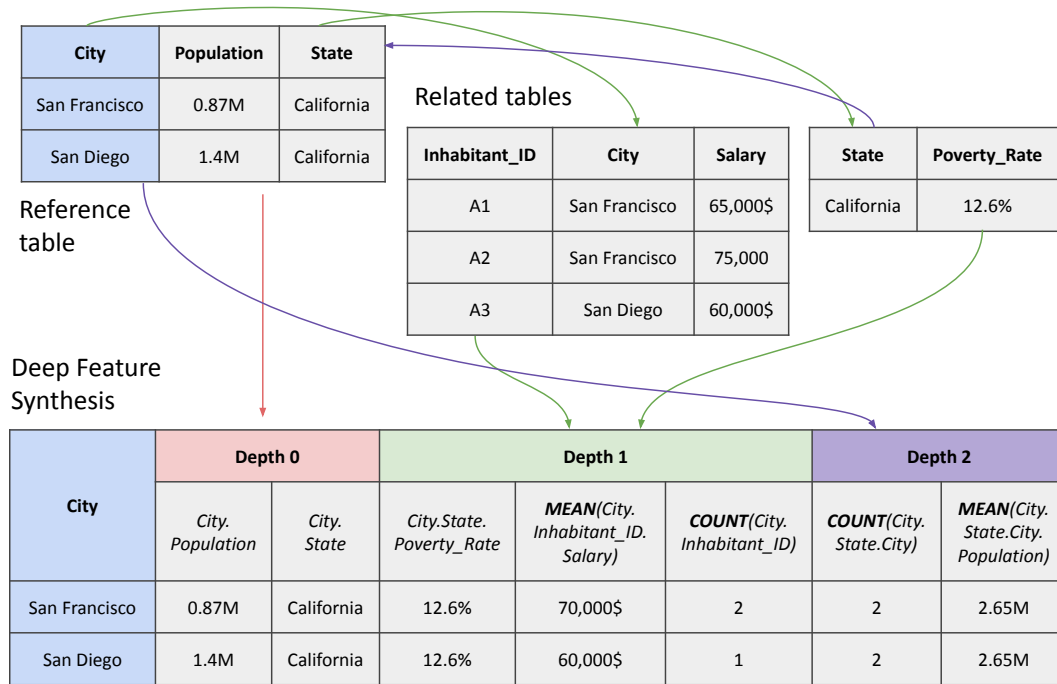 City Population State
San Francisco 0.87M California
San Diego 1.4M California
Reference
table
Related tables
Inhabitant_ID City Salary
A1 San Francisco 65,000$
A2 San Francisco 75,000
A3 San Diego 60,000$
State Poverty_Rate
California 12.6%
Deep Feature
Synthesis
City
Depth 0 Depth 1 Depth 2
City.
Population
City.
State
City.State.
Poverty_Rate
MEAN(City.
Inhabitant_ID.
Salary)
COUNT(City.
Inhabitant_ID)
COUNT(City.
State.City)
MEAN(City.
State.City.
Population)
San Francisco 0.87M California 12.6% 70,000$ 2 2 2.65M
San Diego 1.4M California 12.6% 60,000$ 1 2 2.65M